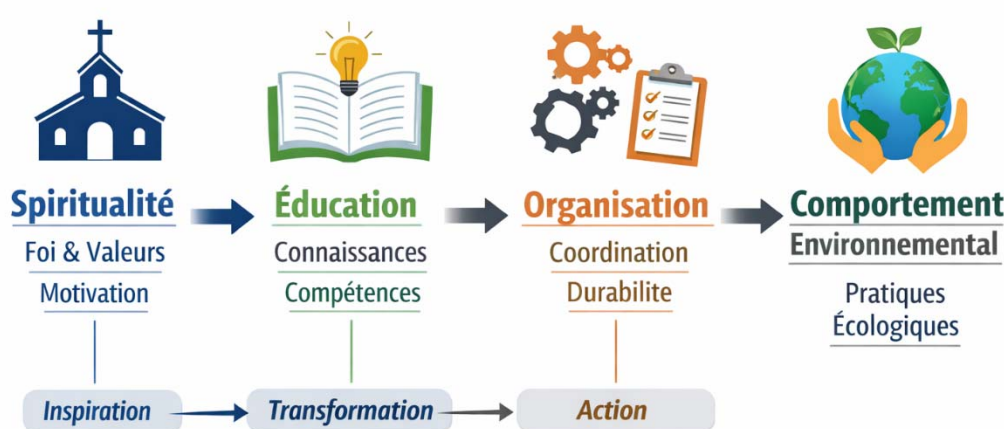 Spiritualité
Foi & Valeurs
Motivation
Inspiration
Éducation
Connaissances
Compétences
Transformation
Organisation
Coordination
Durabilite
Action
Comportement
Environnemental
Pratiques
Écologiques